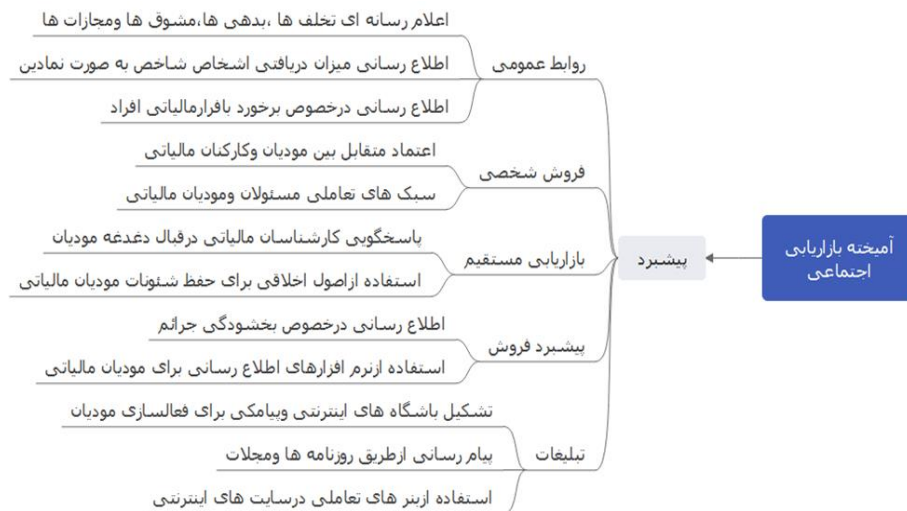 آمیخته بازاریابی
اجتماعی
پیشبرد
روابط عمومی
اعلام رسانه ای تخلف ها ،بدهی ها،مشوق ها ومجازات ها
اطلاع رسانی میزان دریافتی اشخاص شاخص به صورت نمادین
اطلاع رسانی درخصوص برخورد بافرارمالیاتی افراد
فروش شخصی
اعتماد متقابل بین مودیان وکارکنان مالیاتی
سبک های تعاملی مسئولان ومودیان مالیاتی
بازاریابی مستقیم
پاسخگویی کارشناسان مالیاتی درقبال دغدغه مودیان
استفاده ازاصول اخلاقی برای حفظ شئونات مودیان مالیاتی
پیشبرد فروش
اطلاع رسانی درخصوص بخشودگی جرائم
استفاده ازنرم افزارهای اطلاع رسانی برای مودیان مالیاتی
تبلیغات
تشکیل باشگاه های اینترنتی وپیامکی برای فعالسازی مودیان
پیام رسانی ازطریق روزنامه ها ومجلات
استفاده ازبنر های تعاملی درسایت های اینترنتی